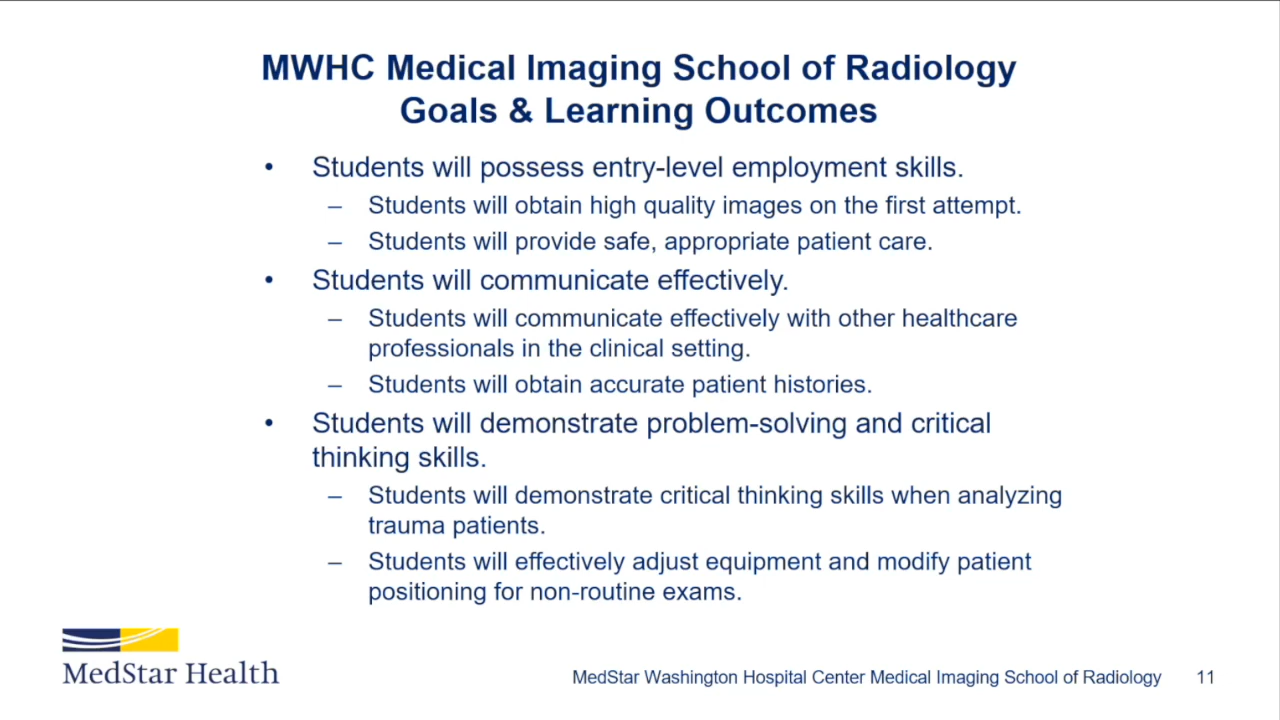 MWHC Medical Imaging School of Radiology
Goals & Learning Outcomes
• Students will possess entry-level employment skills.
– Students will obtain high quality images on the first attempt.
– Students will provide safe, appropriate patient care.
• Students will communicate effectively.
– Students will communicate effectively with other healthcare
professionals in the clinical setting.
– Students will obtain accurate patient histories.
• Students will demonstrate problem-solving and critical
thinking skills.
– Students will demonstrate critical thinking skills when analyzing
trauma patients.
– Students will effectively adjust equipment and modify patient
positioning for non-routine exams.
MedStar Health
MedStar Washington Hospital Center Medical Imaging School of Radiology 11